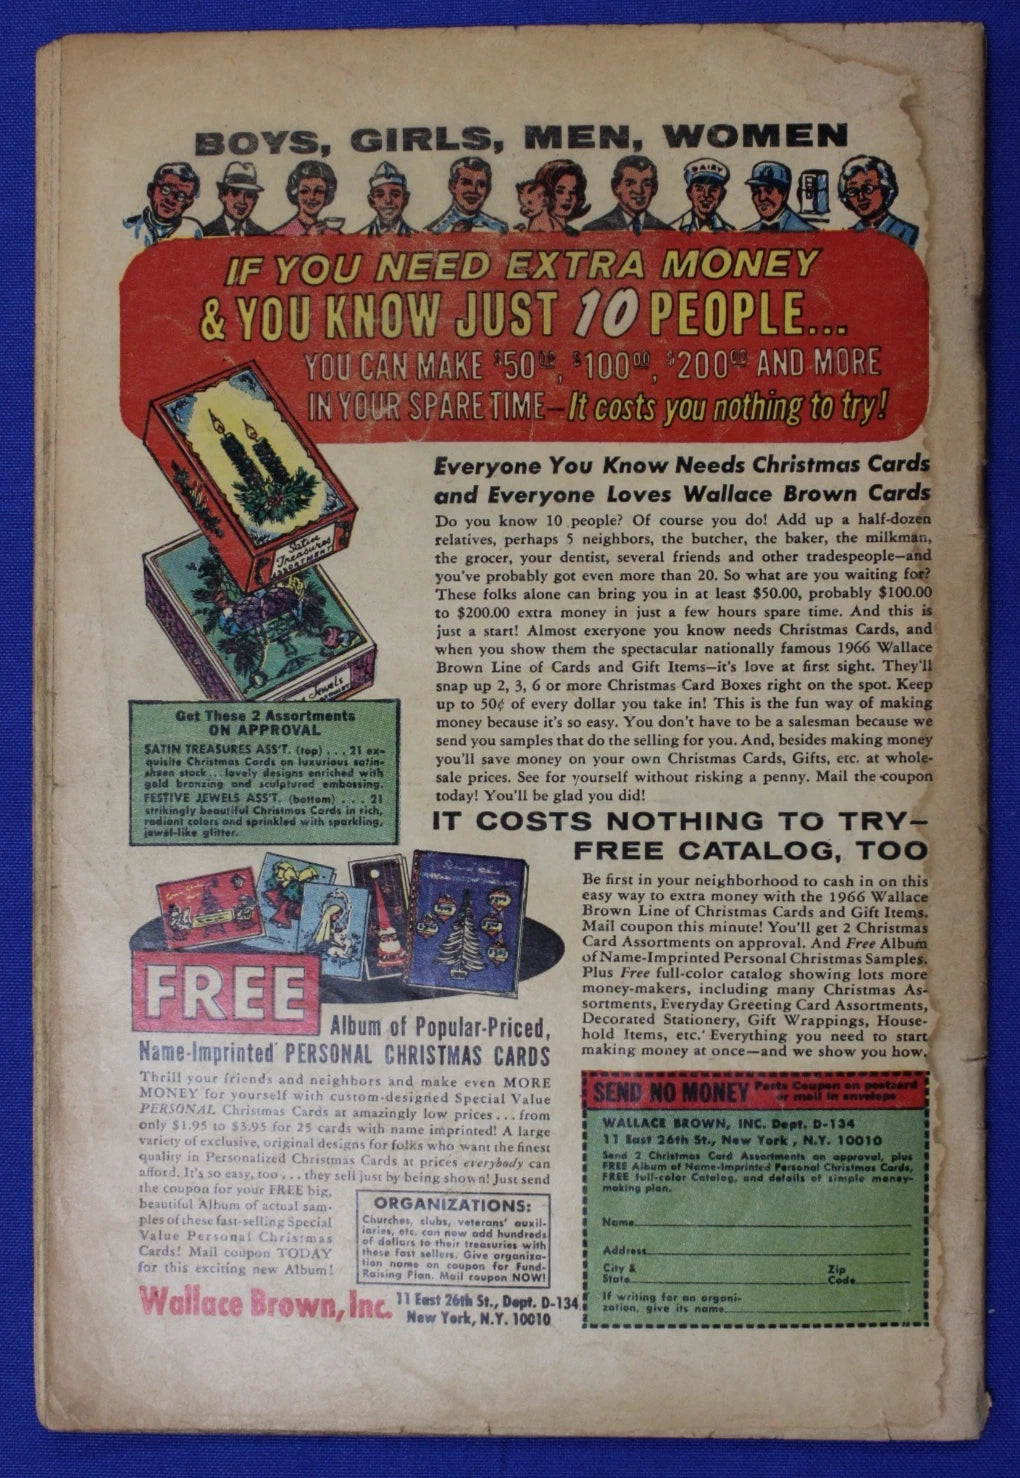 BOYS, GIRLS, MEN, WOMEN
DAIRY
IF YOU NEED EXTRA MONEY
& YOU KNOW JUST 10 PEOPLE...
YOU CAN MAKE $50.00, $100.00, $200.00 AND MORE
IN YOUR SPARE TIME—It costs you nothing to try!
Satin
Treasures
ASSORTMENT
Jewels
Everyone You Know Needs Christmas Cards
and Everyone Loves Wallace Brown Cards
Do you know 10 people? Of course you do! Add up a half-dozen
relatives, perhaps 5 neighbors, the butcher, the baker, the milkman,
the grocer, your dentist, several friends and other tradespeople—and
you've probably got even more than 20. So what are you waiting for?
These folks alone can bring you in at least $50.00, probably $100.00
to $200.00 extra money in just a few hours spare time. And this is
just a start! Almost exeryone you know needs Christmas Cards, and
when you show them the spectacular nationally famous 1966 Wallace
Brown Line of Cards and Gift Items—it's love at first sight. They'll
snap up 2, 3, 6 or more Christmas Card Boxes right on the spot. Keep
up to 50¢ of every dollar you take in! This is the fun way of making
money because it's so easy. You don't have to be a salesman because we
send you samples that do the selling for you. And, besides making money
you'll save money on your own Christmas Cards, Gifts, etc. at whole-
sale prices. See for yourself without risking a penny. Mail the coupon
today! You'll be glad you did!
Get These 2 Assortments
ON APPROVAL
SATIN TREASURES ASS'T. (top) . . . 21 ex-
quisite Christmas Cards on luxurious satin-
sheen stock . . . lovely designs enriched with
gold bronzing and sculptured embossing.
FESTIVE JEWELS ASS'T. (bottom) . . . 21
strikingly beautiful Christmas Cards in rich,
radiant colors and sprinkled with sparkling,
jewel-like glitter.
IT COSTS NOTHING TO TRY—
FREE CATALOG, TOO
Be first in your neighborhood to cash in on this
easy way to extra money with the 1966 Wallace
Brown Line of Christmas Cards and Gift Items.
Mail coupon this minute! You'll get 2 Christmas
Card Assortments on approval. And Free Album
of Name-Imprinted Personal Christmas Samples.
Plus Free full-color catalog showing lots more
money-makers, including many Christmas As-
sortments, Everyday Greeting Card Assortments,
Decorated Stationery, Gift Wrappings, House-
hold Items, etc. Everything you need to start
making money at once—and we show you how.
FREE
Album of Popular-Priced,
Name-Imprinted PERSONAL CHRISTMAS CARDS
Thrill your friends and neighbors and make even MORE
MONEY for yourself with custom-designed Special Value
PERSONAL Christmas Cards at amazingly low prices . . . from
only $1.95 to $3.95 for 25 cards with name imprinted! A large
variety of exclusive, original designs for folks who want the finest
quality in Personalized Christmas Cards at prices everybody can
afford. It's so easy, too . . . they sell just by being shown! Just send
the coupon for your FREE big,
beautiful Album of actual sam-
ples of these fast-selling Special
Value Personal Christmas
Cards! Mail coupon TODAY
for this exciting new Album!
ORGANIZATIONS:
Churches, clubs, veterans' auxil-
iaries, etc. can now add hundreds
of dollars to their treasuries with
these fast sellers. Give organiza-
tion name on coupon for Fund-
Raising Plan. Mail coupon NOW!
Wallace Brown, Inc. 11 East 26th St., Dept. D-134
New York, N.Y. 10010
SEND NO MONEY Paste Coupon on postcard
or mail in envelope
WALLACE BROWN, INC. Dept. D-134
11 East 26th St., New York , N.Y. 10010
Send 2 Christmas Card Assortments on approval, plus
FREE Album of Name-Imprinted Personal Christmas Cards,
FREE full-color Catalog, and details of simple money-
making plan.
Name
Address
City & Zip
State Code
If writing for an organi-
zation, give its name